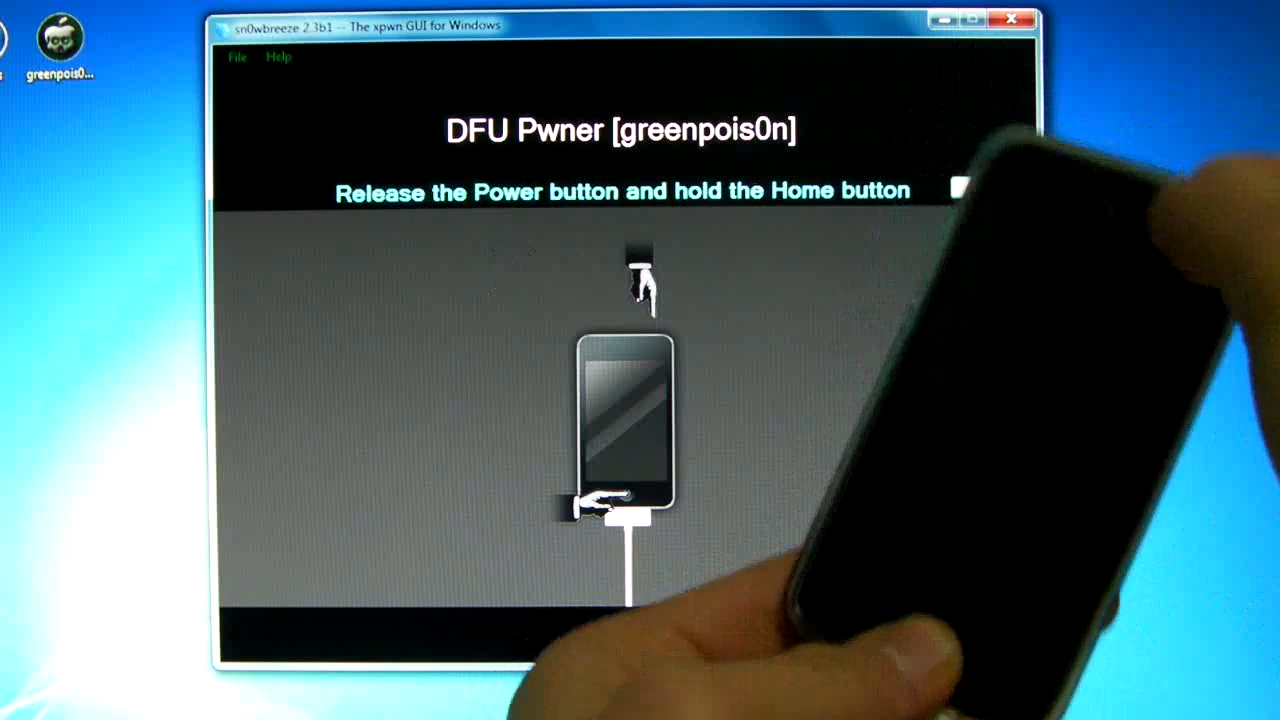 sn0wbreeze 2.3b1 -- The xpwn GUI for Windows
File Help
greenpois0...
DFU Pwner [greenpois0n]
Release the Power button and hold the Home button